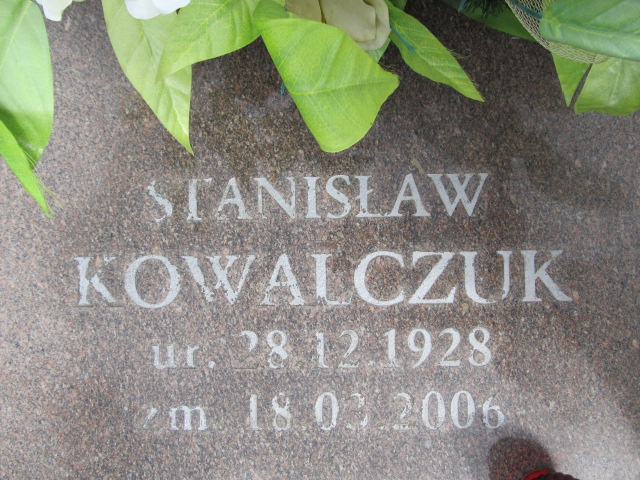 STANISŁAW
KOWALCZUK
ur. 28.12.1928
zm. 18.03.2006